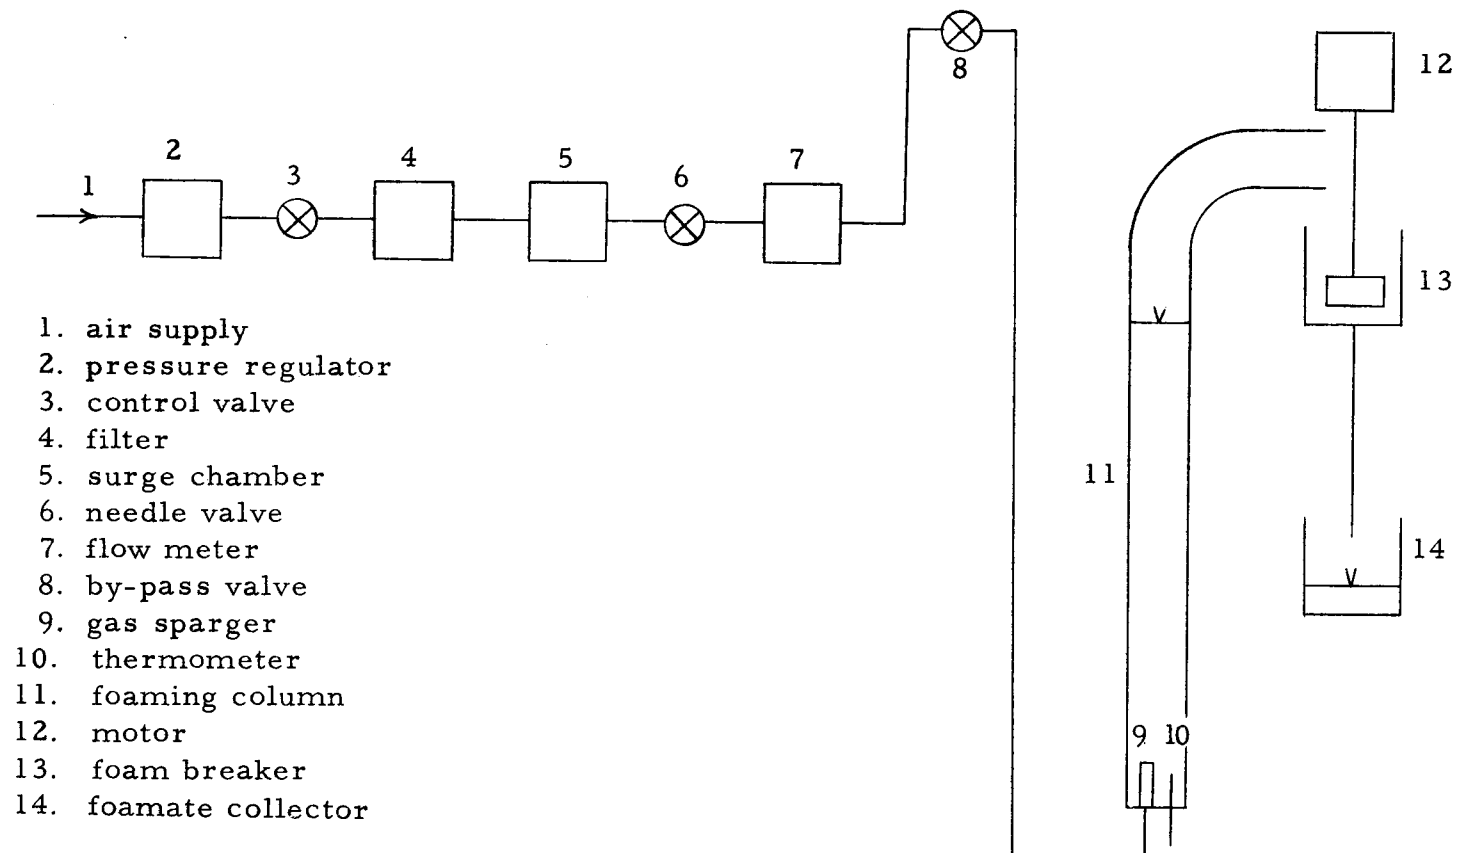 8
12
2
4
5
7
1
3
6
13
1. air supply
2. pressure regulator
3. control valve
4. filter
5. surge chamber
6. needle valve
7. flow meter
8. by-pass valve
9. gas sparger
10. thermometer
11. foaming column
12. motor
13. foam breaker
14. foamate collector
11
14
9 10